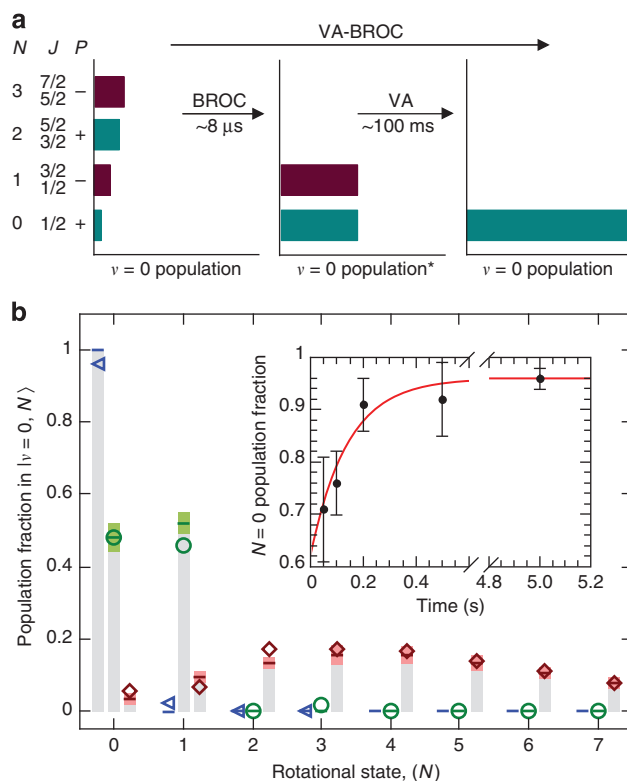 a
N J P
VA-BROC
3 7/2 5/2 –
2 5/2 3/2 +
1 3/2 1/2 –
0 1/2 +
BROC
~8 μs
VA
~100 ms
v = 0 population
v = 0 population*
v = 0 population
b
Population fraction in |v = 0, N ⟩
1
0.8
0.6
0.4
0.2
0
0 1 2 3 4 5 6 7
Rotational state, (N)
N = 0 population fraction
1
0.9
0.8
0.7
0.6
0 0.2 0.4 4.8 5.0 5.2
Time (s)